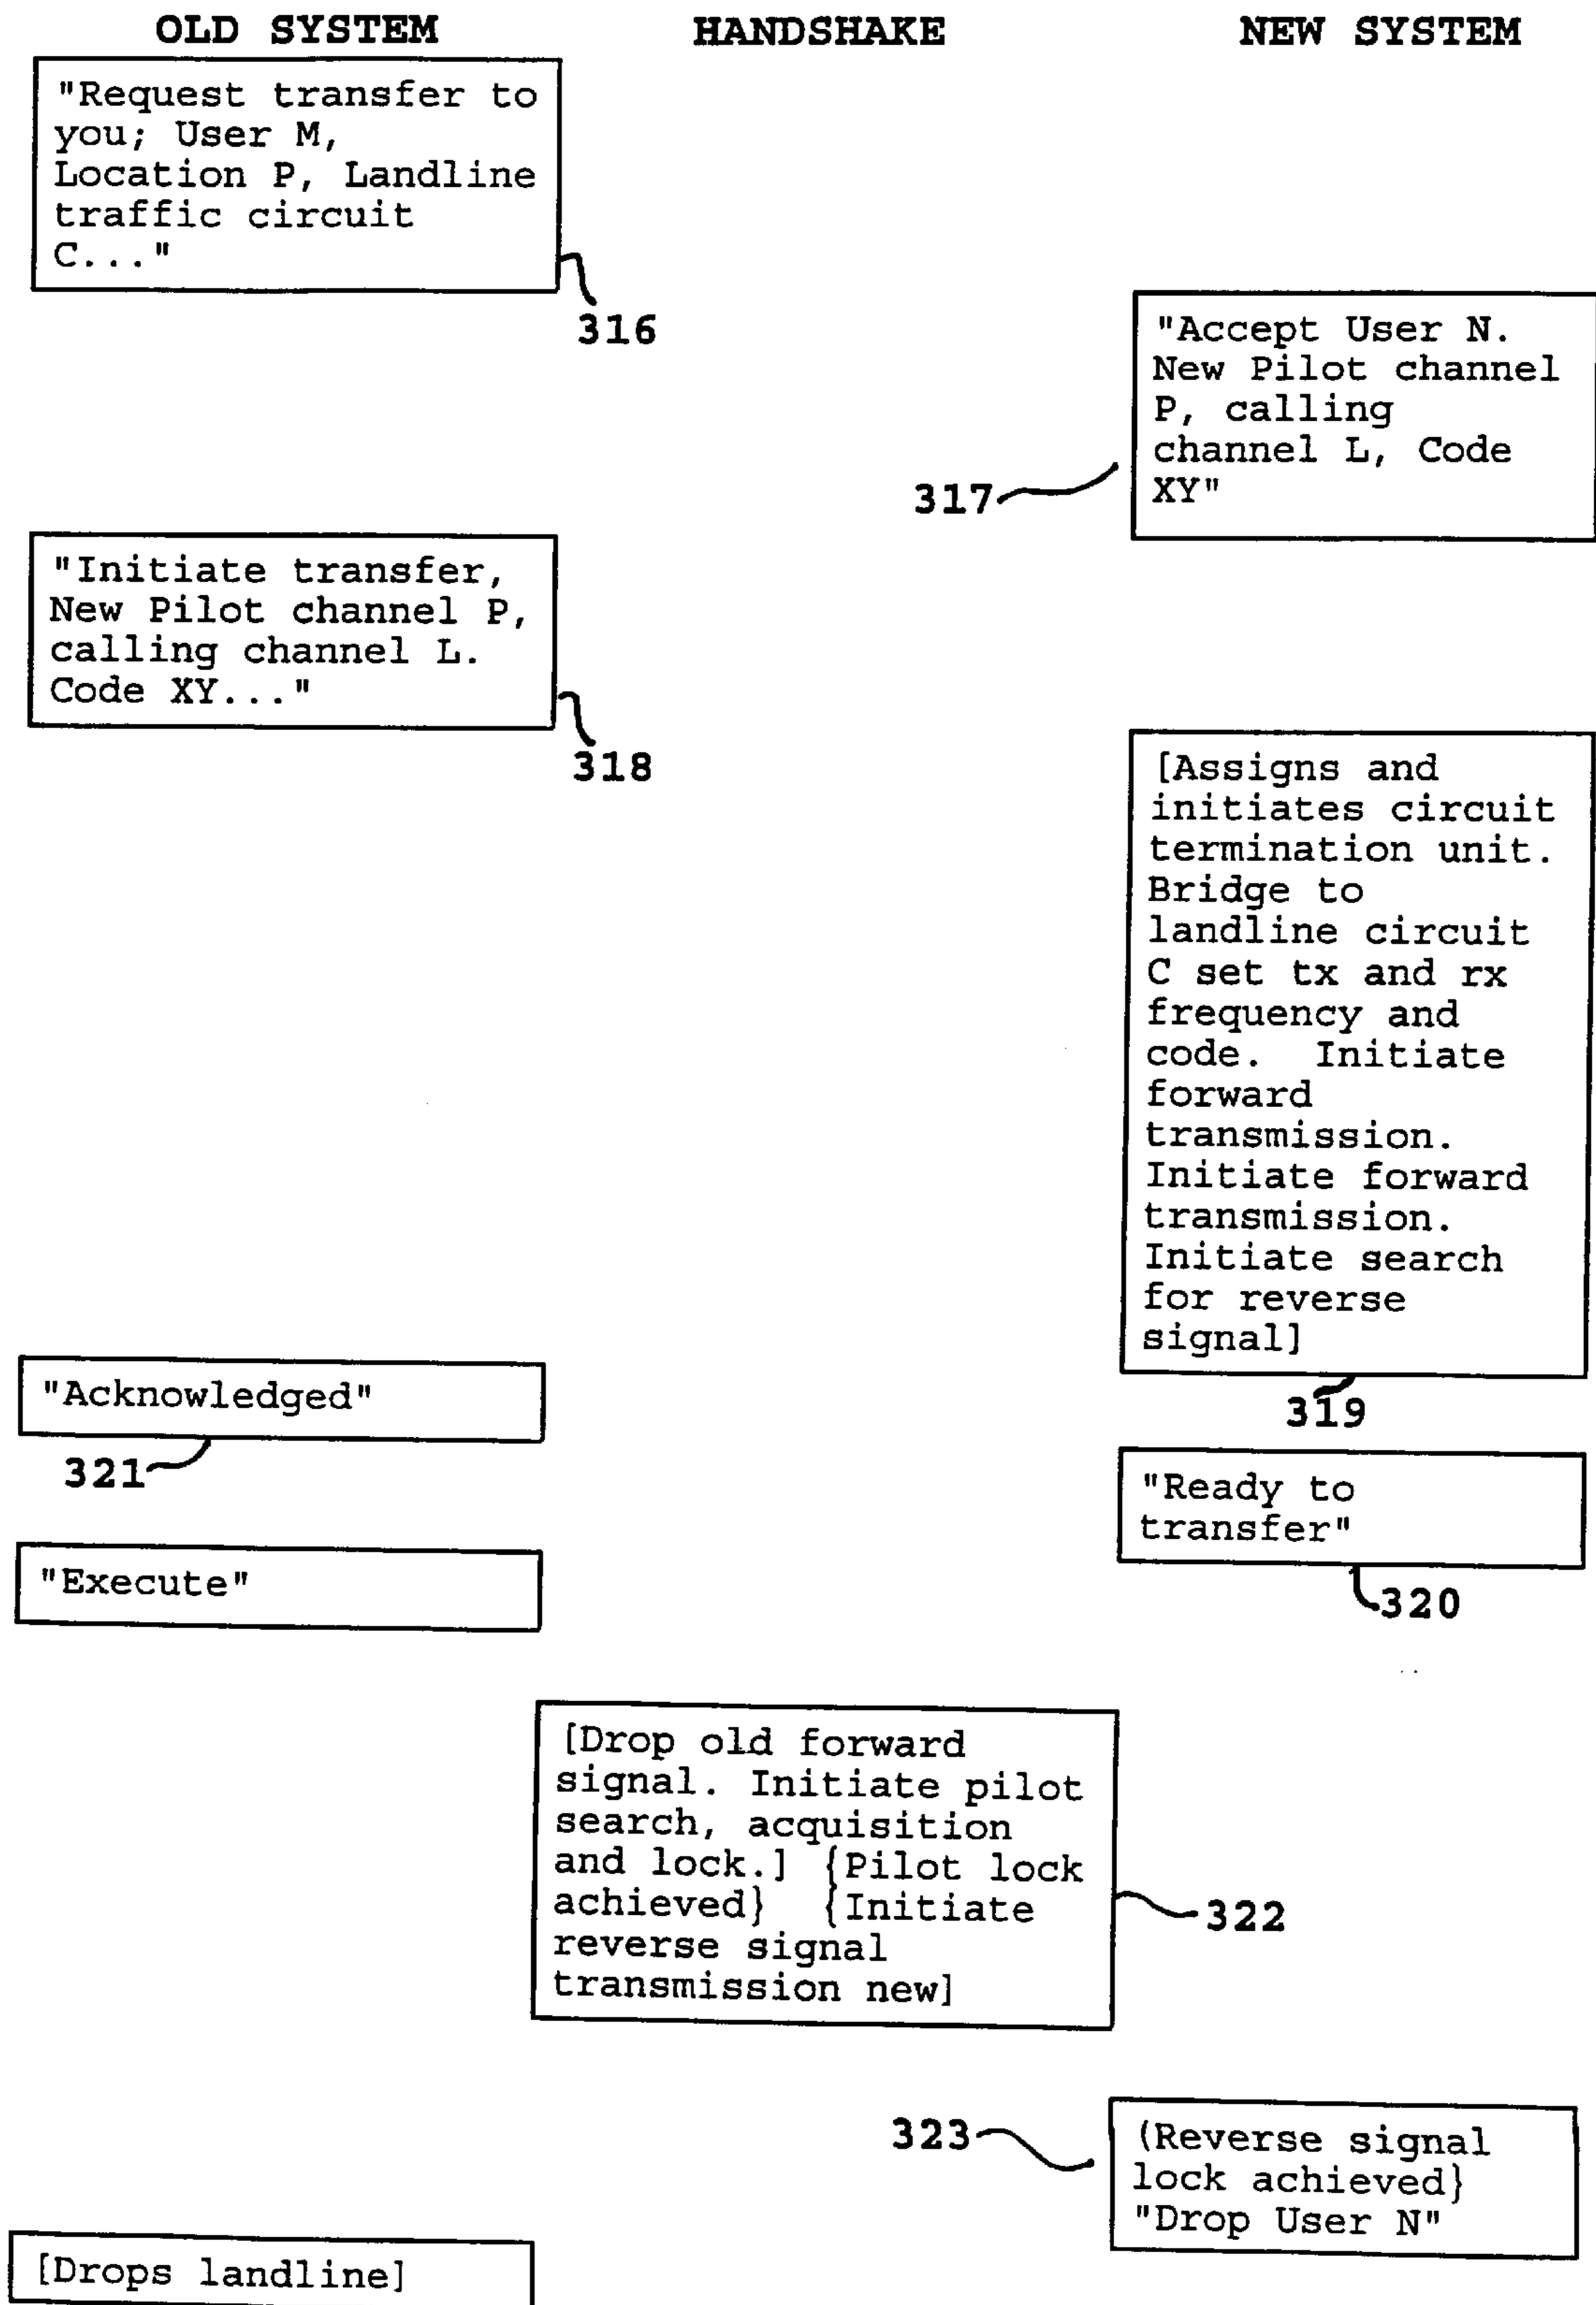 OLD SYSTEM HANDSHAKE NEW SYSTEM
"Request transfer to
you; User M,
Location P, Landline
traffic circuit
C..."
316
"Accept User N.
New Pilot channel
P, calling
channel L, Code
XY"
317
"Initiate transfer,
New Pilot channel P,
calling channel L.
Code XY..."
318
[Assigns and
initiates circuit
termination unit.
Bridge to
landline circuit
C set tx and rx
frequency and
code. Initiate
forward
transmission.
Initiate forward
transmission.
Initiate search
for reverse
signal]
319
"Acknowledged"
321
"Ready to
transfer"
320
"Execute"
[Drop old forward
signal. Initiate pilot
search, acquisition
and lock.] {Pilot lock
achieved} {Initiate
reverse signal
transmission new]
322
323
(Reverse signal
lock achieved}
"Drop User N"
[Drops landline]